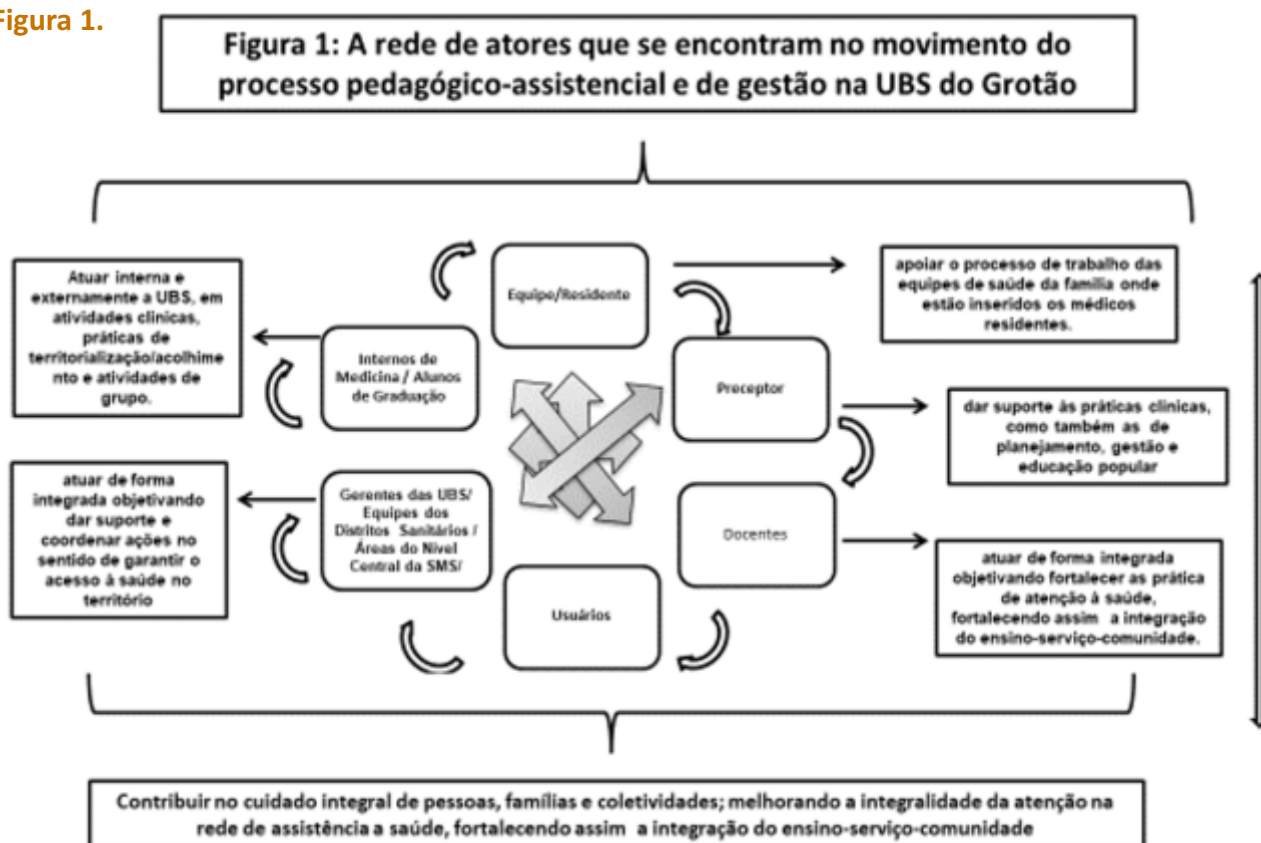 Figura 1.
Figura 1: A rede de atores que se encontram no movimento do
processo pedagógico-assistencial e de gestão na UBS do Grotão
Equipe/Residente
apoiar o processo de trabalho das
equipes de saúde da família onde
estão inseridos os médicos
residentes.
Atuar interna e
externamente a UBS, em
atividades clinicas,
práticas de
territorialização/acolhime
nto e atividades de
grupo.
Internos de
Medicina / Alunos
de Graduação
Preceptor
dar suporte às práticas clinicas,
como também as de
planejamento, gestão e
educação popular
atuar de forma
integrada objetivando
dar suporte e
coordenar ações no
sentido de garantir o
acesso à saúde no
território
Gerentes das UBS/
Equipes dos
Distritos Sanitários /
Áreas do Nivel
Central da SMS/
Docentes
atuar de forma integrada
objetivando fortalecer as prática
de atenção à saúde,
fortalecendo assim a integração
do ensino-serviço-comunidade.
Usuários
Contribuir no cuidado integral de pessoas, famílias e coletividades; melhorando a integralidade da atenção na
rede de assistência a saúde, fortalecendo assim a integração do ensino-serviço-comunidade